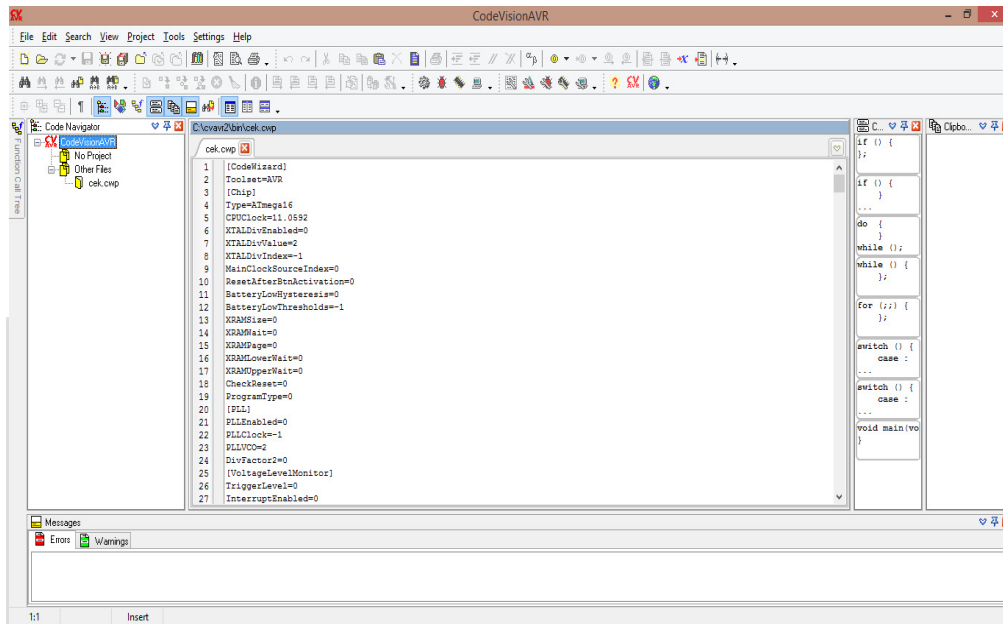 CodeVisionAVR
File Edit Search View Project Tools Settings Help
Code Navigator
CodeVisionAVR
No Project
Other Files
cek.cwp
Function Call Tree
C:\cvavr2\bin\cek.cwp
cek.cwp
1 [CodeWizard]
2 Toolset=AVR
3 [Chip]
4 Type=ATmega16
5 CPUClock=11.0592
6 XTALDivEnabled=0
7 XTALDivValue=2
8 XTALDivIndex=-1
9 MainClockSourceIndex=0
10 ResetAfterBtnActivation=0
11 BatteryLowHysteresis=0
12 BatteryLowThresholds=-1
13 XRAMSize=0
14 XRAMWait=0
15 XRAMPage=0
16 XRAMLowerWait=0
17 XRAMUpperWait=0
18 CheckReset=0
19 ProgramType=0
20 [PLL]
21 PLLEnabled=0
22 PLLClock=-1
23 PLLVCO=2
24 DivFactor2=0
25 [VoltageLevelMonitor]
26 TriggerLevel=0
27 InterruptEnabled=0
C...
if () {
};
if () {
}
...
do {
}
while ();
while () {
};
for (;;) {
};
switch () {
case :
...
switch () {
case :
...
void main(vo
}
Clipbo...
Messages
Errors Warnings
1:1 Insert